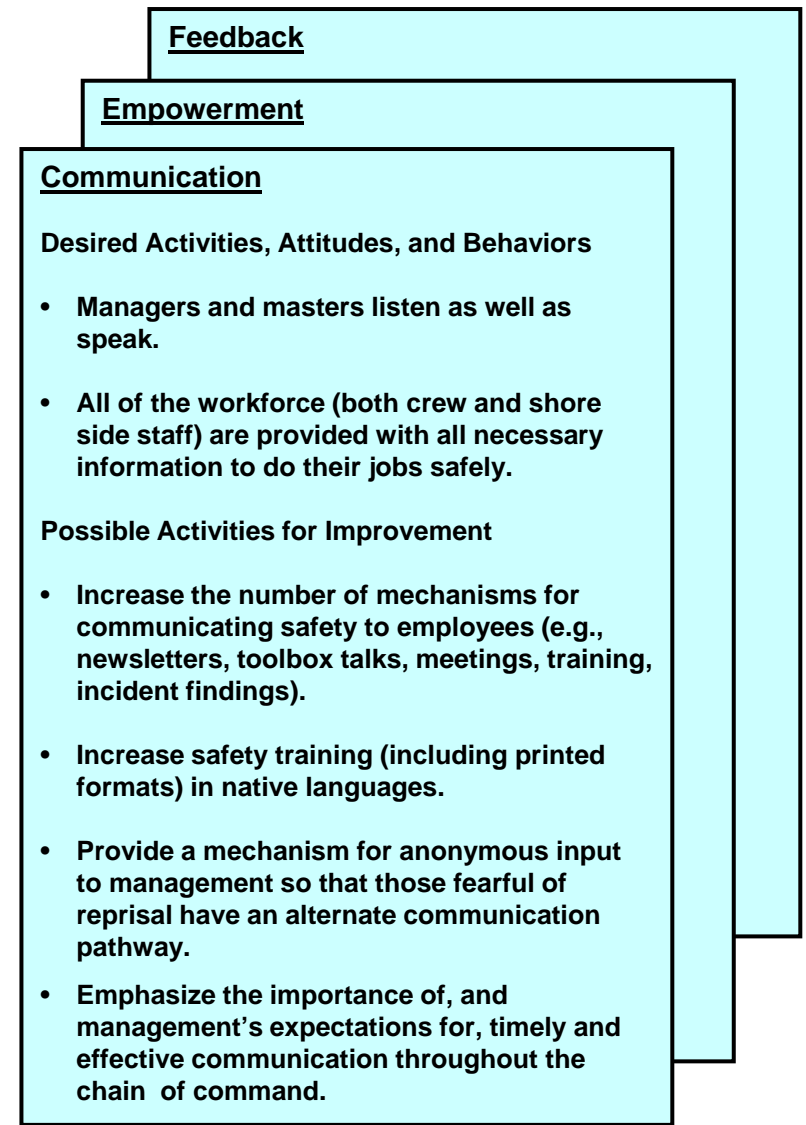 Feedback
Empowerment
Communication
Desired Activities, Attitudes, and Behaviors
• Managers and masters listen as well as
speak.
• All of the workforce (both crew and shore
side staff) are provided with all necessary
information to do their jobs safely.
Possible Activities for Improvement
• Increase the number of mechanisms for
communicating safety to employees (e.g.,
newsletters, toolbox talks, meetings, training,
incident findings).
• Increase safety training (including printed
formats) in native languages.
• Provide a mechanism for anonymous input
to management so that those fearful of
reprisal have an alternate communication
pathway.
• Emphasize the importance of, and
management’s expectations for, timely and
effective communication throughout the
chain  of command.